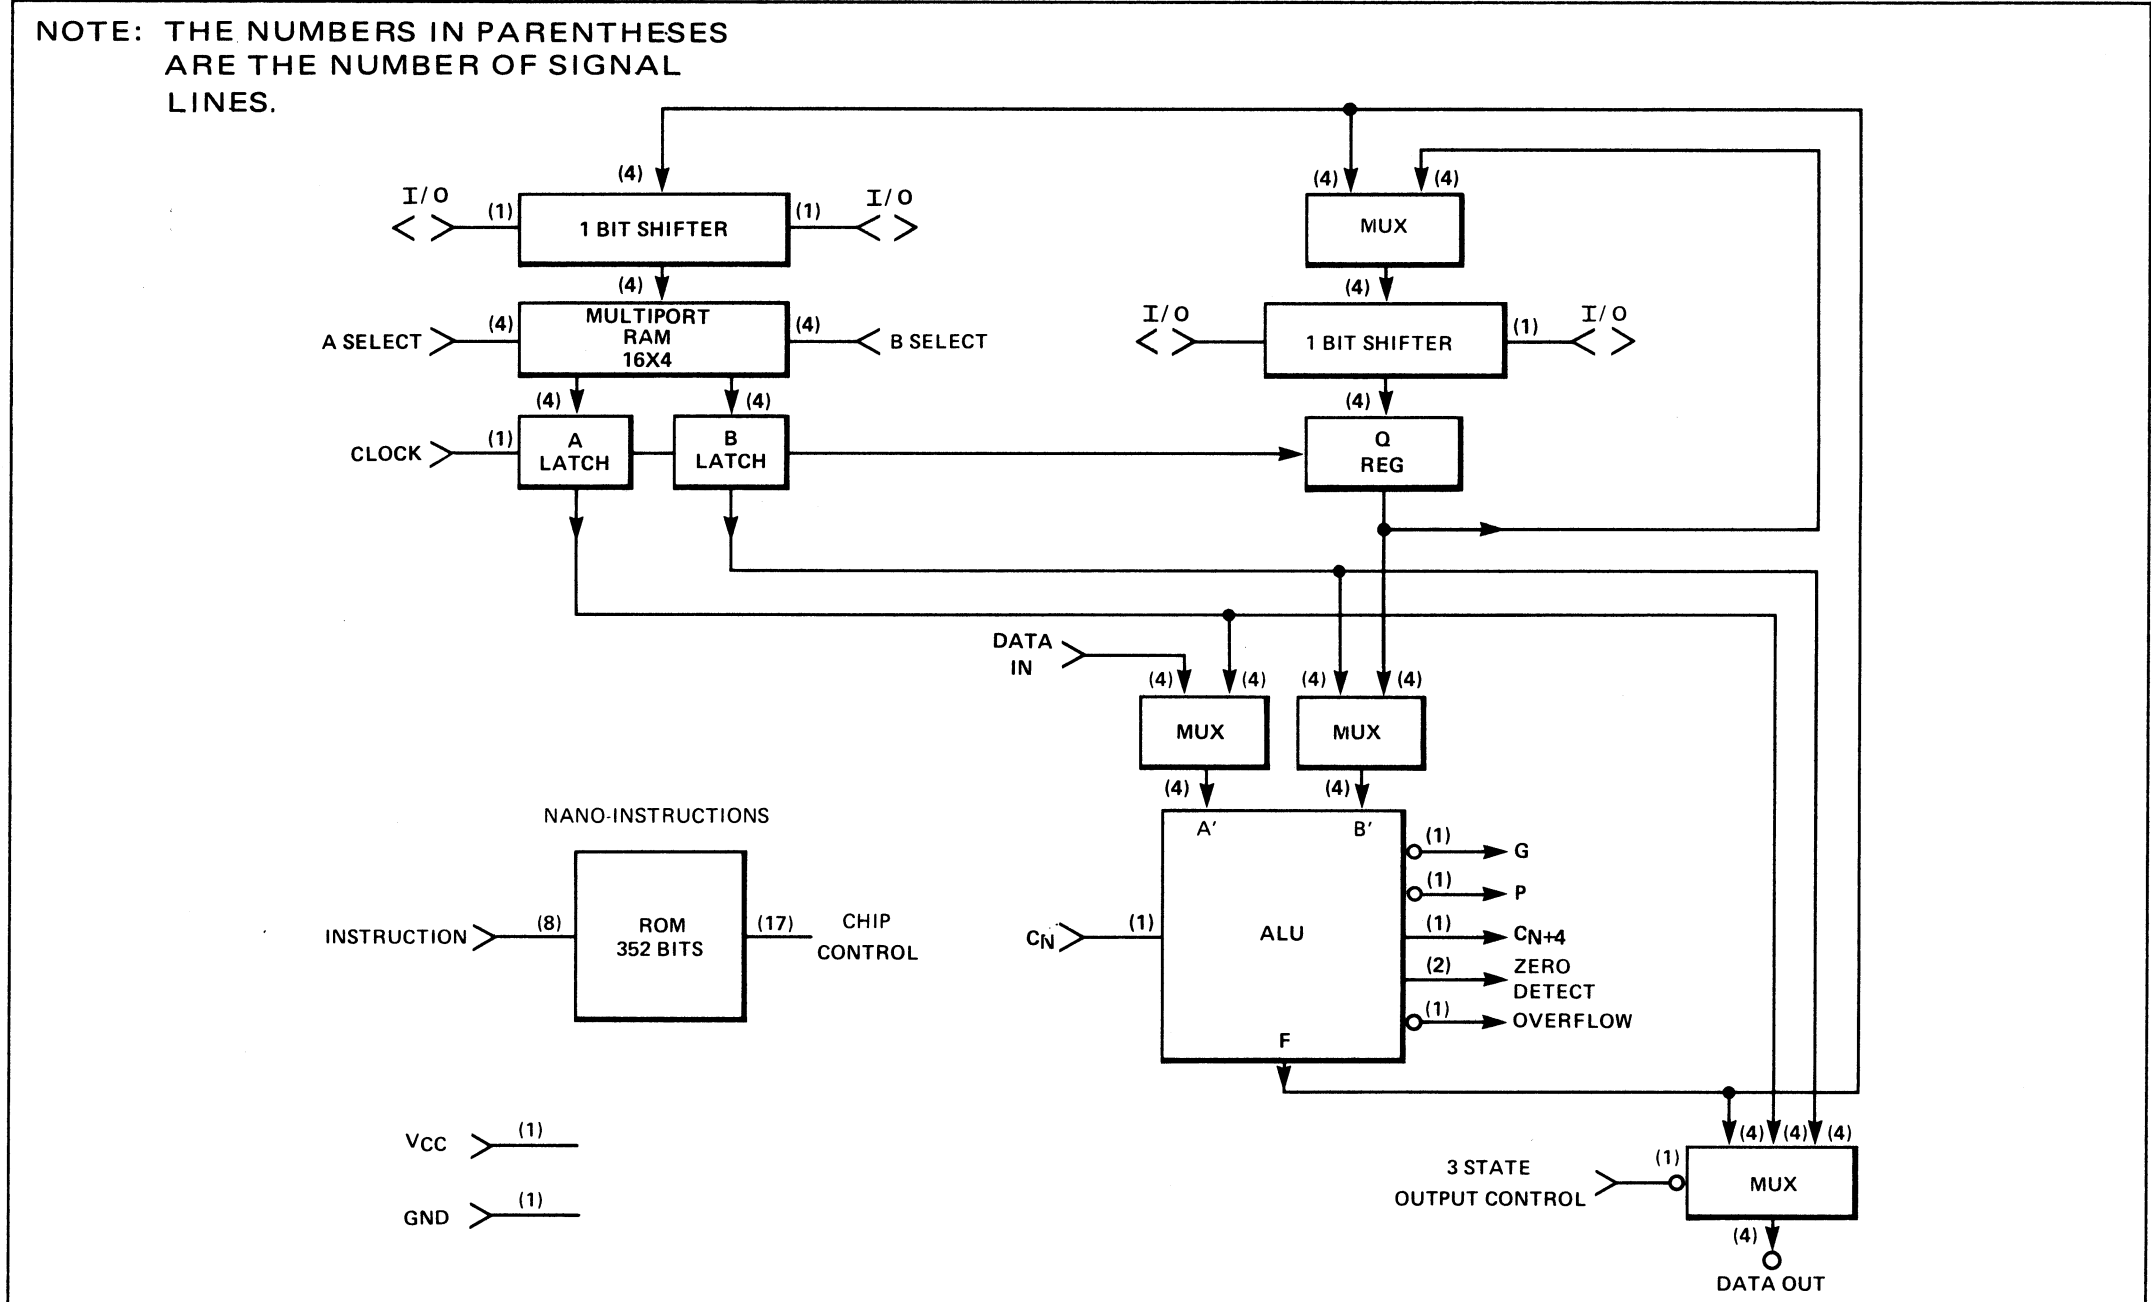 NOTE: THE NUMBERS IN PARENTHESES
ARE THE NUMBER OF SIGNAL
LINES.
(4)
(4)
(4)
I/O
(1)
1 BIT SHIFTER
(1)
I/O
MUX
(4)
(4)
A SELECT
(4)
MULTIPORT
RAM
16X4
(4)
B SELECT
I/O
1 BIT SHIFTER
(1)
I/O
(4)
(4)
(4)
CLOCK
(1)
A
LATCH
B
LATCH
Q
REG
DATA
IN
(4)
(4)
(4)
(4)
MUX
MUX
(4)
(4)
NANO-INSTRUCTIONS
INSTRUCTION
(8)
ROM
352 BITS
(17)
CHIP
CONTROL
A'
B'
CN
(1)
ALU
F
(1)
G
(1)
P
(1)
CN+4
(2)
ZERO
DETECT
(1)
OVERFLOW
VCC
(1)
GND
(1)
(4)
(4)
(4)
3 STATE
OUTPUT CONTROL
(1)
MUX
(4)
DATA OUT